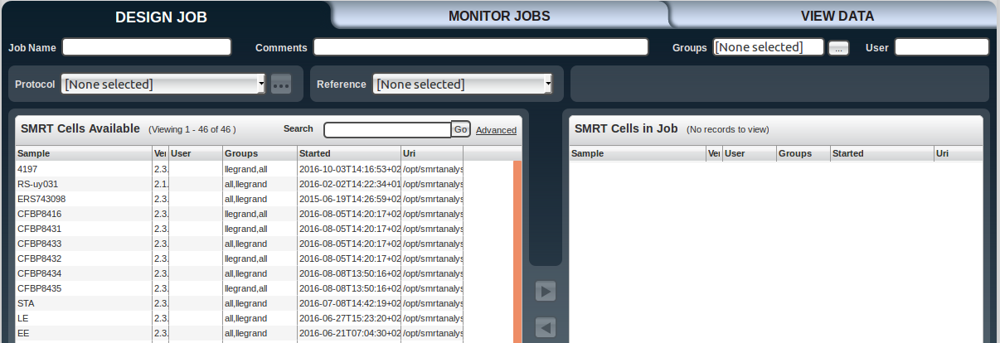 DESIGN JOB MONITOR JOBS VIEW DATA
Job Name Comments Groups [None selected] ... User
Protocol [None selected] ... Reference [None selected]
SMRT Cells Available (Viewing 1 - 46 of 46 ) Search Go Advanced SMRT Cells in Job (No records to view)
Sample Ver User Groups Started Uri Sample Ver User Groups Started Uri
4197 2.3. llegrand,all 2016-10-03T14:16:53+02 /opt/smrtanalys
RS-uy031 2.1. all,llegrand 2016-02-02T14:22:34+01 /opt/smrtanalys
ERS743098 2.3. all,llegrand 2015-06-19T14:26:59+02 /opt/smrtanalys
CFBP8416 2.3. llegrand,all 2016-08-05T14:20:17+02 /opt/smrtanalys
CFBP8431 2.3. llegrand,all 2016-08-05T14:20:17+02 /opt/smrtanalys
CFBP8433 2.3. all,llegrand 2016-08-05T14:20:17+02 /opt/smrtanalys
CFBP8432 2.3. llegrand,all 2016-08-05T14:20:17+02 /opt/smrtanalys
CFBP8434 2.3. all,llegrand 2016-08-08T13:50:16+02 /opt/smrtanalys
CFBP8435 2.3. llegrand,all 2016-08-08T13:50:16+02 /opt/smrtanalys
STA 2.3. all,llegrand 2016-07-08T14:42:19+02 /opt/smrtanalys
LE 2.3. all,llegrand 2016-06-27T15:23:20+02 /opt/smrtanalys
EE 2.3. all,llegrand 2016-06-21T07:04:30+02 /opt/smrtanalys